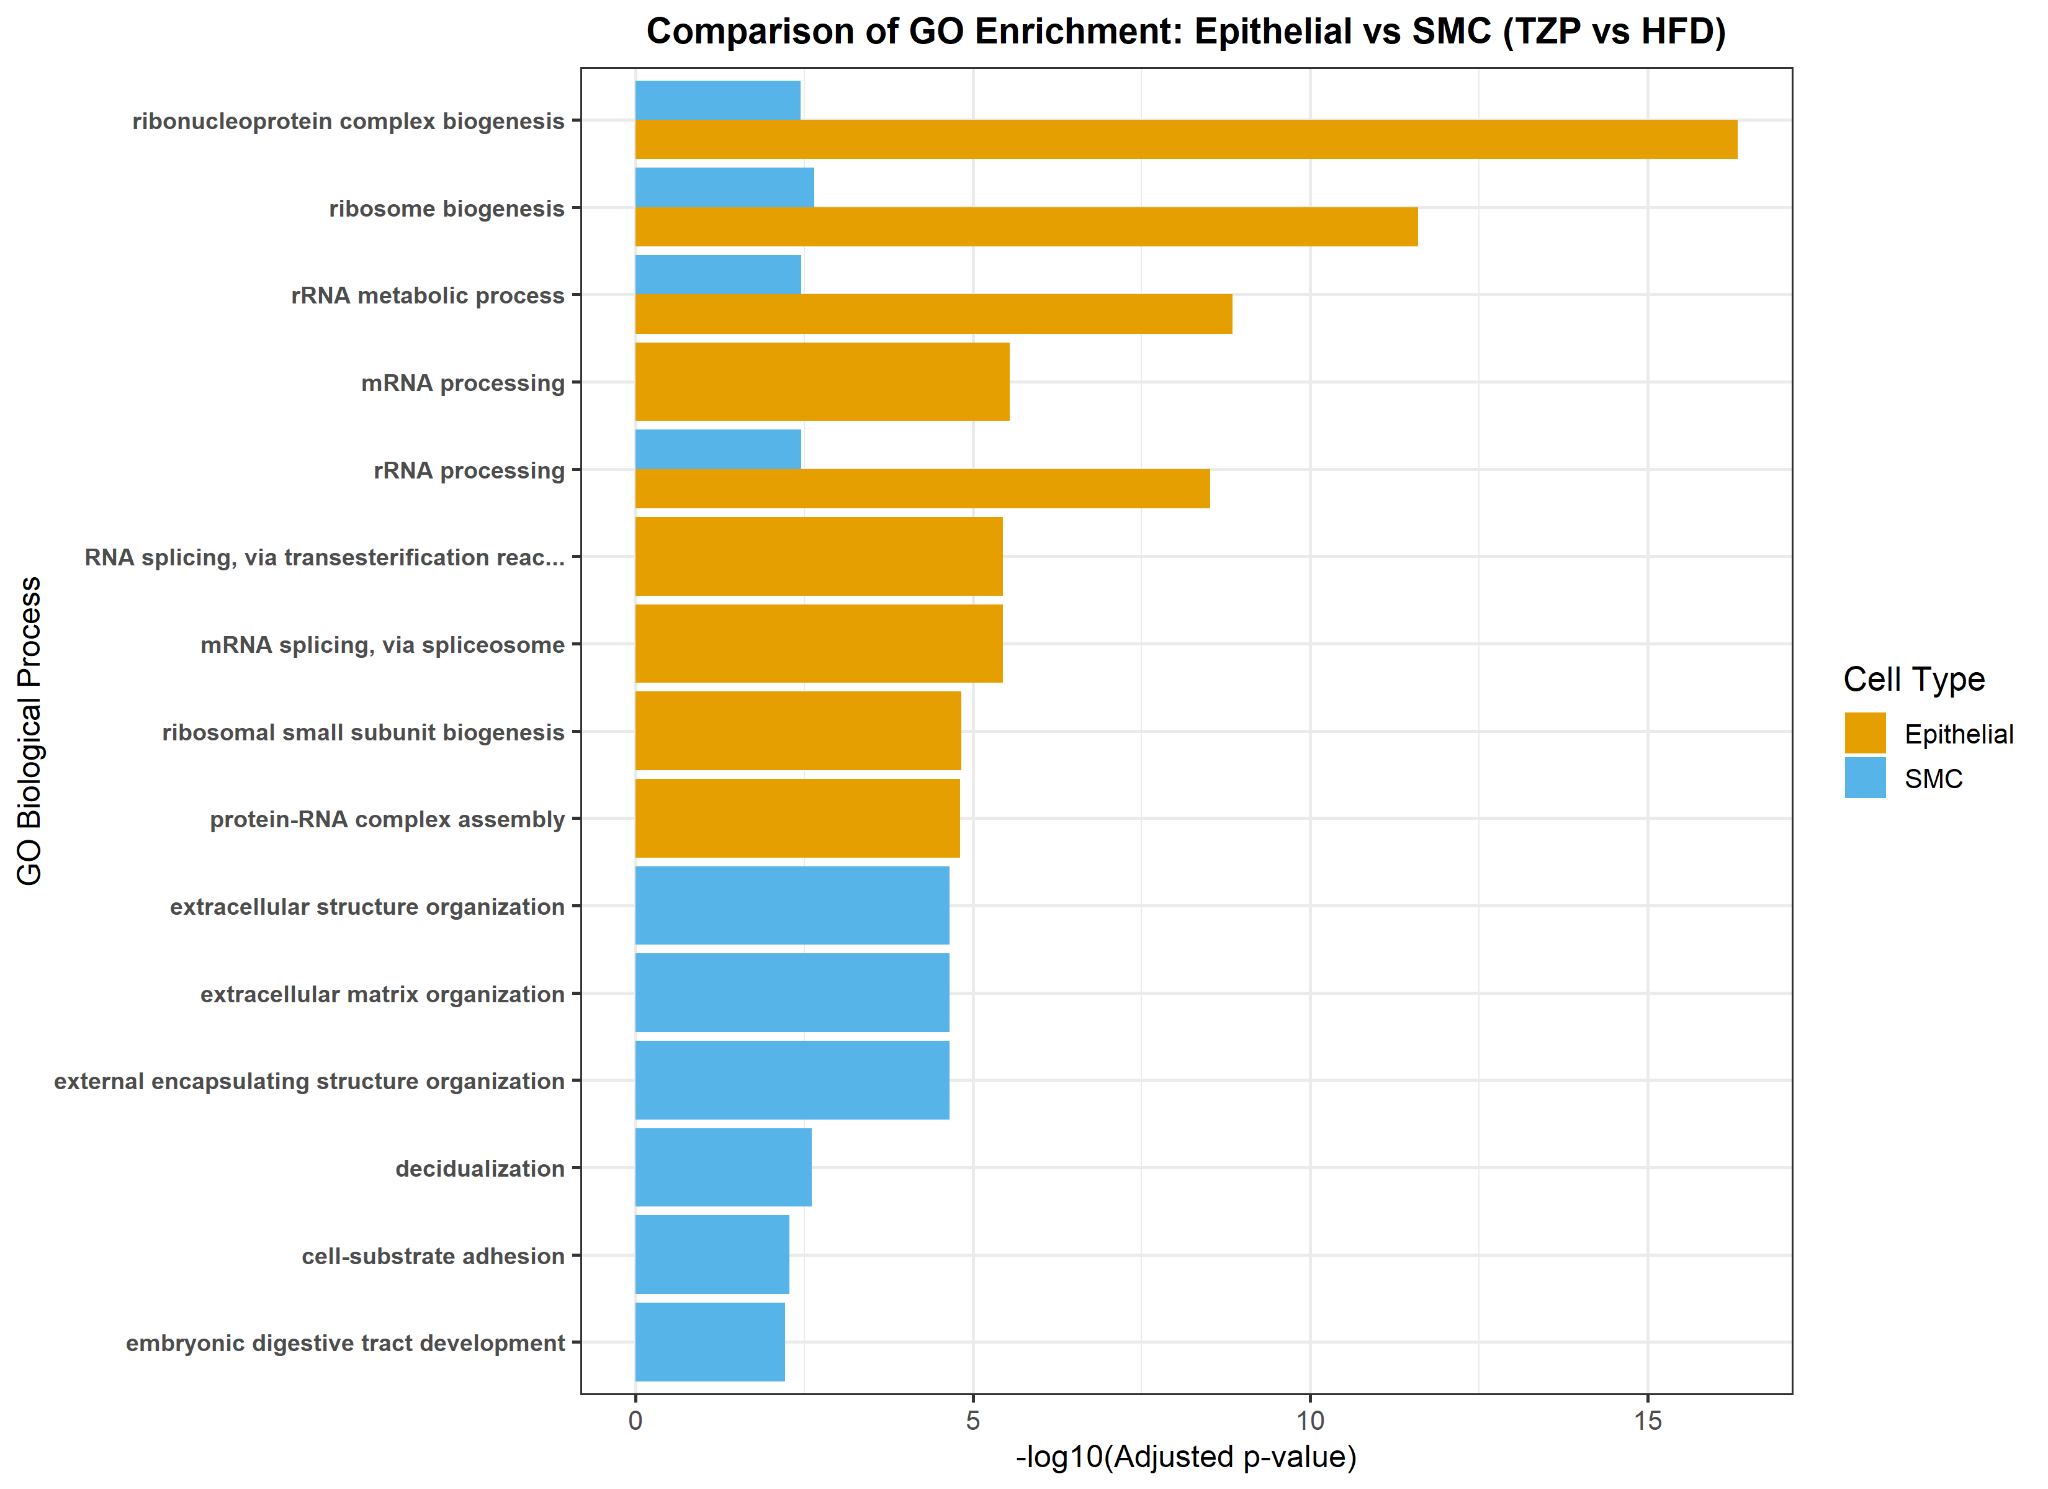 Comparison of GO Enrichment: Epithelial vs SMC (TZP vs HFD)
ribonucleoprotein complex biogenesis
ribosome biogenesis
rRNA metabolic process
mRNA processing
rRNA processing
RNA splicing, via transesterification reac...
mRNA splicing, via spliceosome
ribosomal small subunit biogenesis
protein-RNA complex assembly
extracellular structure organization
extracellular matrix organization
external encapsulating structure organization
decidualization
cell-substrate adhesion
embryonic digestive tract development
GO Biological Process
0
5
10
15
-log10(Adjusted p-value)
Cell Type
Epithelial
SMC